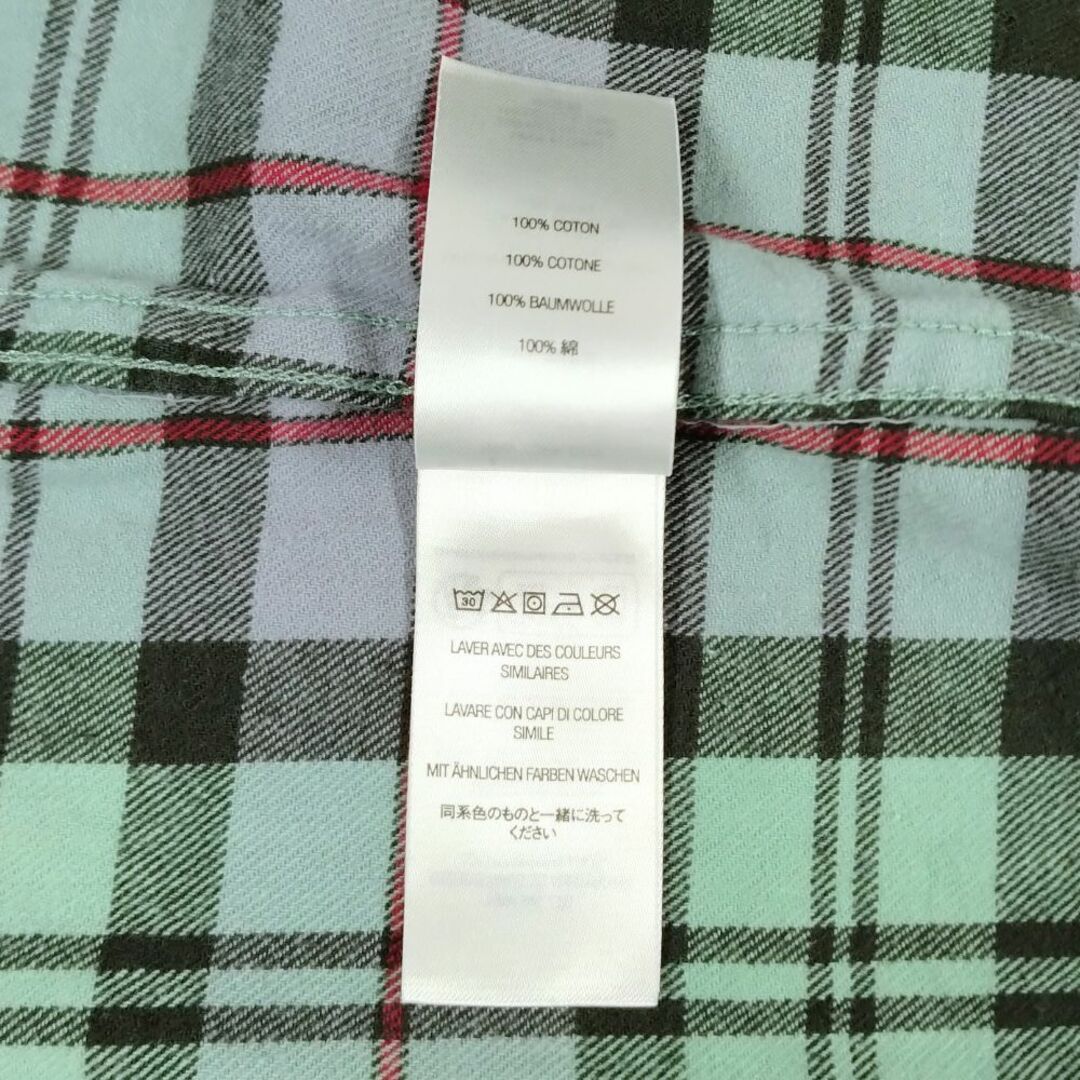 100% COTON
100% COTONE
100% BAUMWOLLE
100% 綿
30
LAVER AVEC DES COULEURS
SIMILAIRES
LAVARE CON CAPI DI COLORE
SIMILE
MIT ÄHNLICHEN FARBEN WASCHEN
同系色のものと一緒に洗って
ください